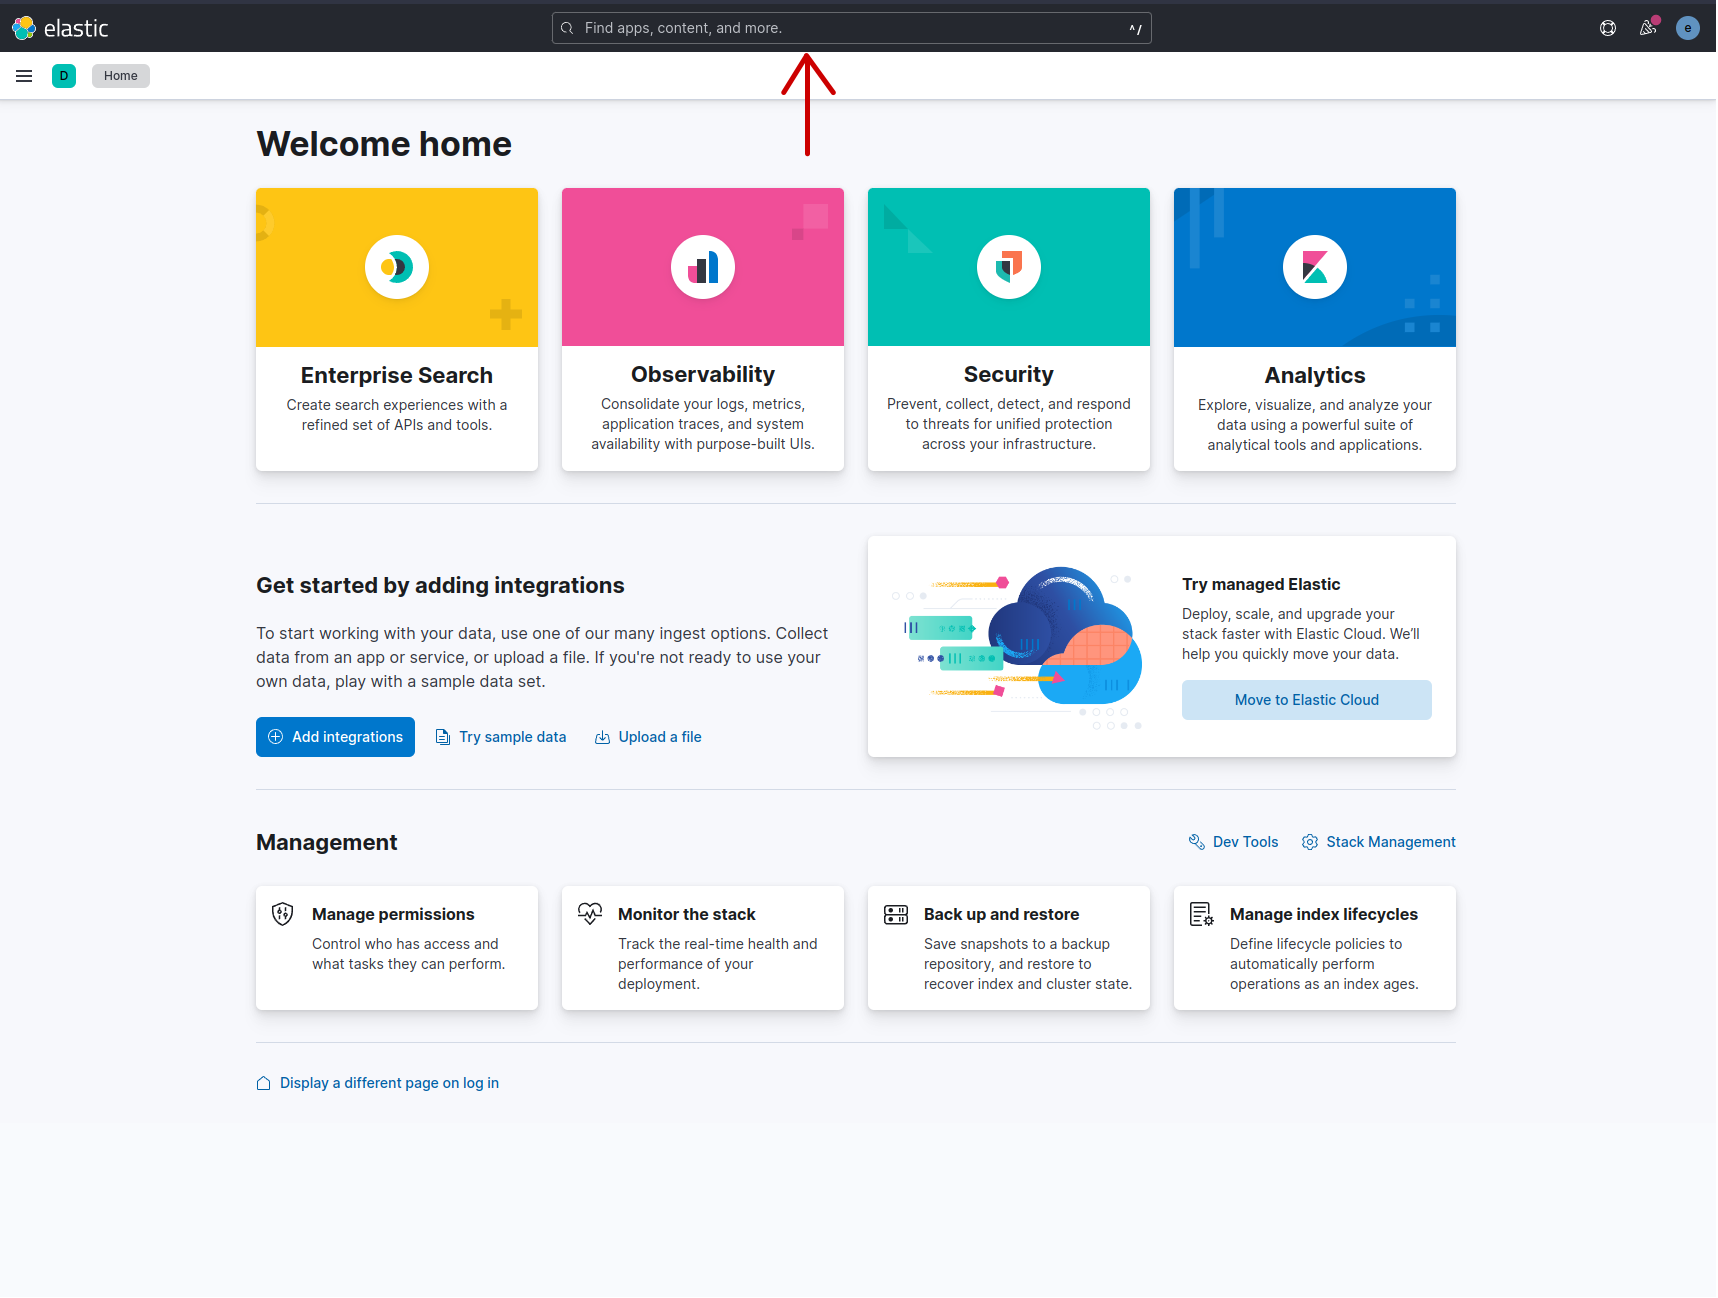 elastic
Find apps, content, and more.
^/
e
D
Home
Welcome home
Enterprise Search
Create search experiences with a
refined set of APIs and tools.
Observability
Consolidate your logs, metrics,
application traces, and system
availability with purpose-built UIs.
Security
Prevent, collect, detect, and respond
to threats for unified protection
across your infrastructure.
Analytics
Explore, visualize, and analyze your
data using a powerful suite of
analytical tools and applications.
Get started by adding integrations
To start working with your data, use one of our many ingest options. Collect
data from an app or service, or upload a file. If you're not ready to use your
own data, play with a sample data set.
Add integrations
Try sample data
Upload a file
Try managed Elastic
Deploy, scale, and upgrade your
stack faster with Elastic Cloud. We’ll
help you quickly move your data.
Move to Elastic Cloud
Management
Dev Tools
Stack Management
Manage permissions
Control who has access and
what tasks they can perform.
Monitor the stack
Track the real-time health and
performance of your
deployment.
Back up and restore
Save snapshots to a backup
repository, and restore to
recover index and cluster state.
Manage index lifecycles
Define lifecycle policies to
automatically perform
operations as an index ages.
Display a different page on log in